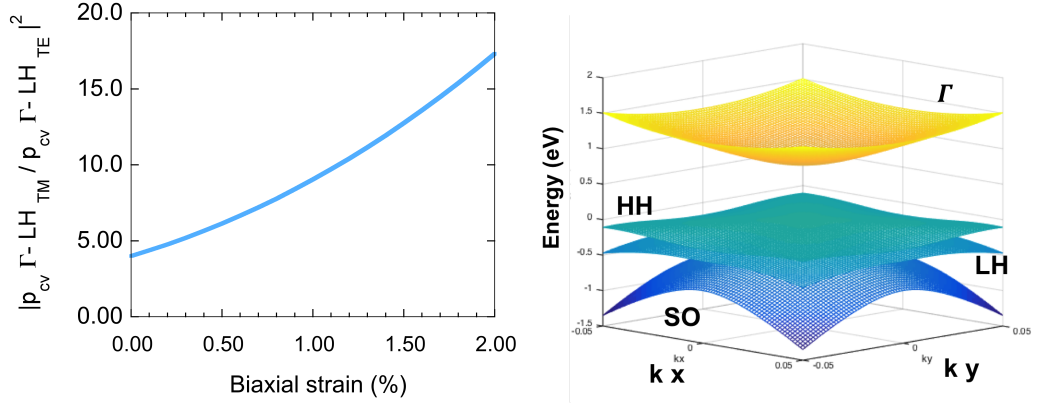 |p cv Γ - LH TM / p cv Γ - LH TE |2
20.0
15.0
10.0
5.00
0.00
0.00
0.50
1.00
1.50
2.00
Biaxial strain (%)
Energy (eV)
2
1.5
1
0.5
0
-0.5
-1
-1.5
Γ
HH
LH
SO
-0.05
0
kx
0.05
k x
-0.05
0
ky
0.05
k y